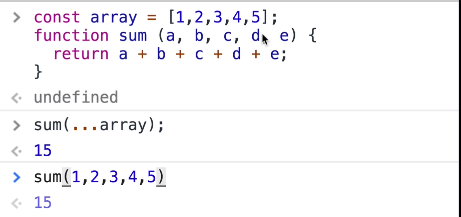 > const array = [1,2,3,4,5];
function sum (a, b, c, d, e) {
return a + b + c + d + e;
}
undefined
> sum(...array);
15
> sum(1,2,3,4,5)
15